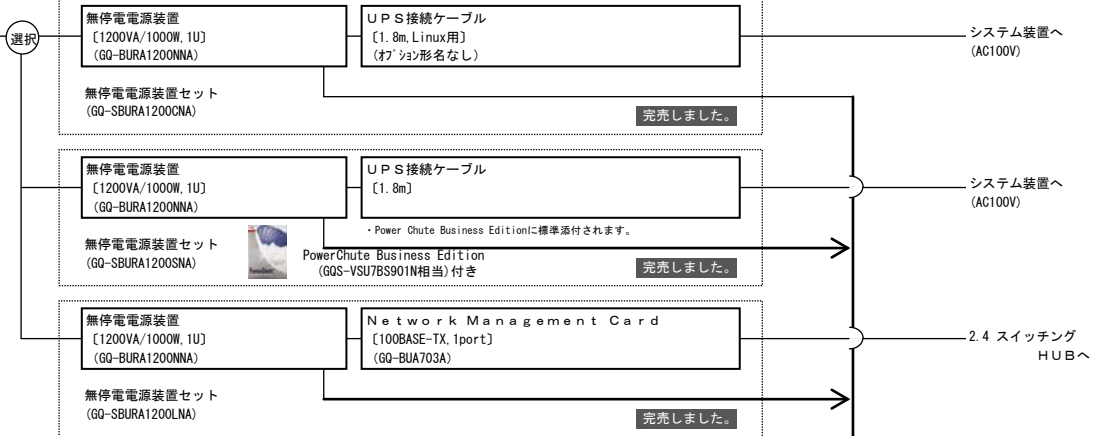 選択
無停電電源装置
〔1200VA/1000W,1U〕
(GQ-BURA1200NNA)
UPS接続ケーブル
〔1.8m,Linux用〕
(ｵﾌﾟｼｮﾝ形名なし)
システム装置へ
(AC100V)
無停電電源装置セット
(GQ-SBURA1200CNA)
完売しました。
無停電電源装置
〔1200VA/1000W,1U〕
(GQ-BURA1200NNA)
UPS接続ケーブル
〔1.8m〕
システム装置へ
(AC100V)
・Power Chute Business Editionに標準添付されます。
無停電電源装置セット
(GQ-SBURA1200SNA)
PowerChute Business Edition
(GQS-VSU7BS901N相当)付き
完売しました。
無停電電源装置
〔1200VA/1000W,1U〕
(GQ-BURA1200NNA)
Network Management Card
〔100BASE-TX,1port〕
(GQ-BUA703A)
2.4 スイッチング
HUBへ
無停電電源装置セット
(GQ-SBURA1200LNA)
完売しました。